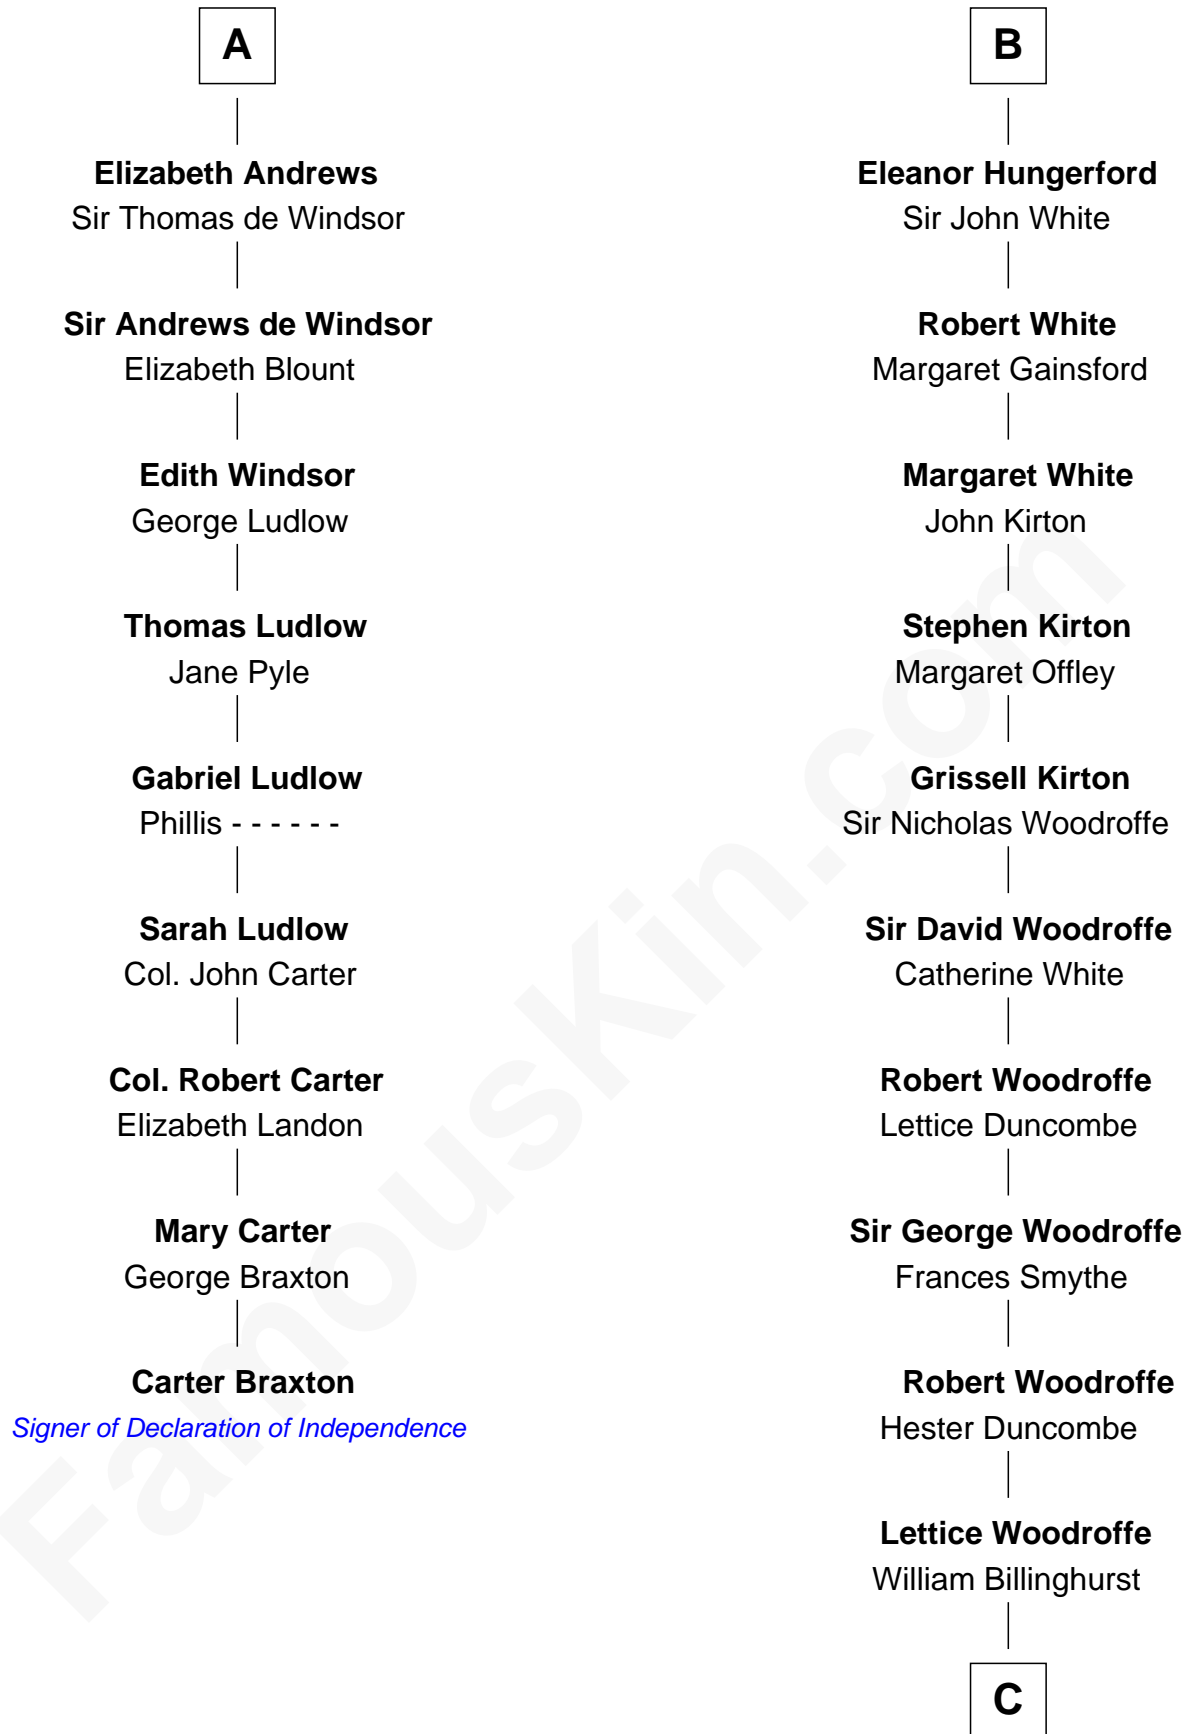 A
Elizabeth Andrews
Sir Thomas de Windsor
Sir Andrews de Windsor
Elizabeth Blount
Edith Windsor
George Ludlow
Thomas Ludlow
Jane Pyle
Gabriel Ludlow
Phillis - - - - - -
Sarah Ludlow
Col. John Carter
Col. Robert Carter
Elizabeth Landon
Mary Carter
George Braxton
Carter Braxton
Signer of Declaration of Independence
B
Eleanor Hungerford
Sir John White
Robert White
Margaret Gainsford
Margaret White
John Kirton
Stephen Kirton
Margaret Offley
Grissell Kirton
Sir Nicholas Woodroffe
Sir David Woodroffe
Catherine White
Robert Woodroffe
Lettice Duncombe
Sir George Woodroffe
Frances Smythe
Robert Woodroffe
Hester Duncombe
Lettice Woodroffe
William Billinghurst
C
FamousKin.com